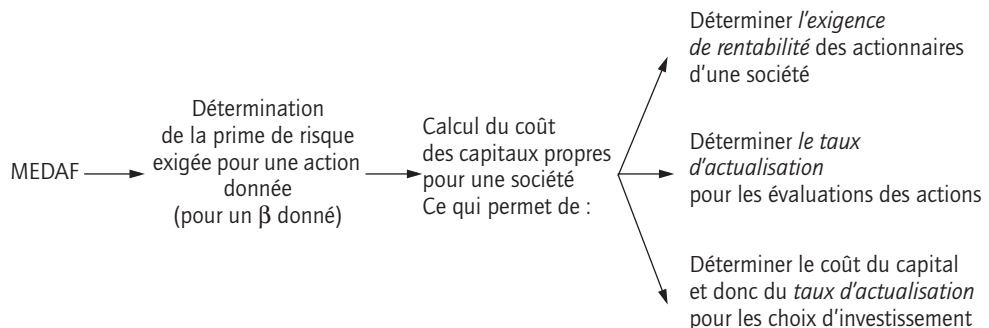 MEDAF
Détermination
de la prime de risque
exigée pour une action
donnée
(pour un β donné)
Calcul du coût
des capitaux propres
pour une société
Ce qui permet de :
Déterminer l'exigence
de rentabilité des actionnaires
d'une société
Déterminer le taux
d'actualisation
pour les évaluations des actions
Déterminer le coût du capital
et donc du taux d'actualisation
pour les choix d'investissement